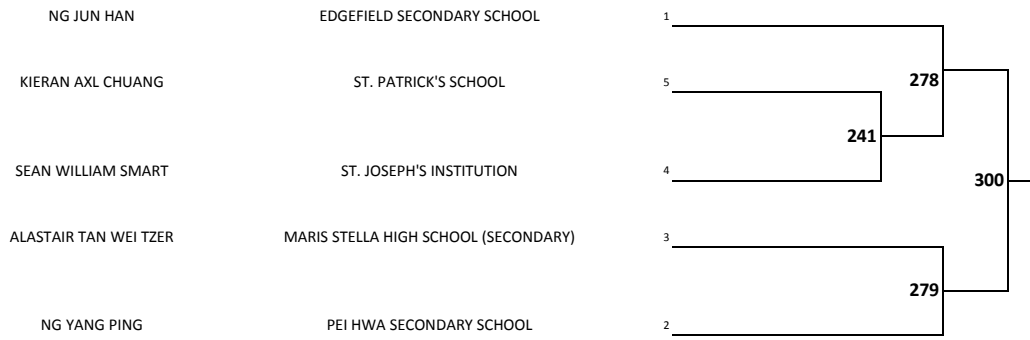 NG JUN HAN EDGEFIELD SECONDARY SCHOOL 1
278
KIERAN AXL CHUANG ST. PATRICK'S SCHOOL 5
241
SEAN WILLIAM SMART ST. JOSEPH'S INSTITUTION 4
300
ALASTAIR TAN WEI TZER MARIS STELLA HIGH SCHOOL (SECONDARY) 3
279
NG YANG PING PEI HWA SECONDARY SCHOOL 2